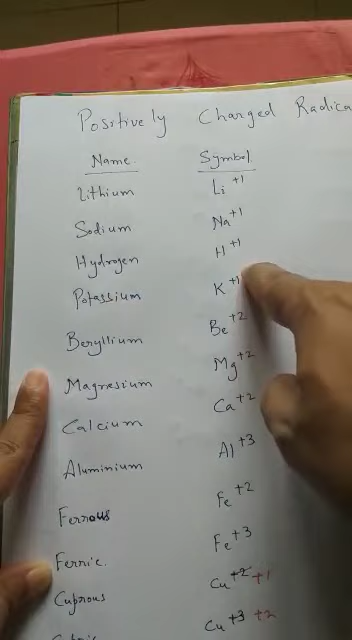 Positively Charged Radica
Name Symbol
Lithium Li +1
Sodium Na +1
Hydrogen H +1
Potassium K +1
Beryllium Be +2
Magnesium Mg +2
Calcium Ca +2
Aluminium Al +3
Ferrous Fe +2
Ferric. Fe +3
Cuprous Cu +2 +1
Cu +3 +2